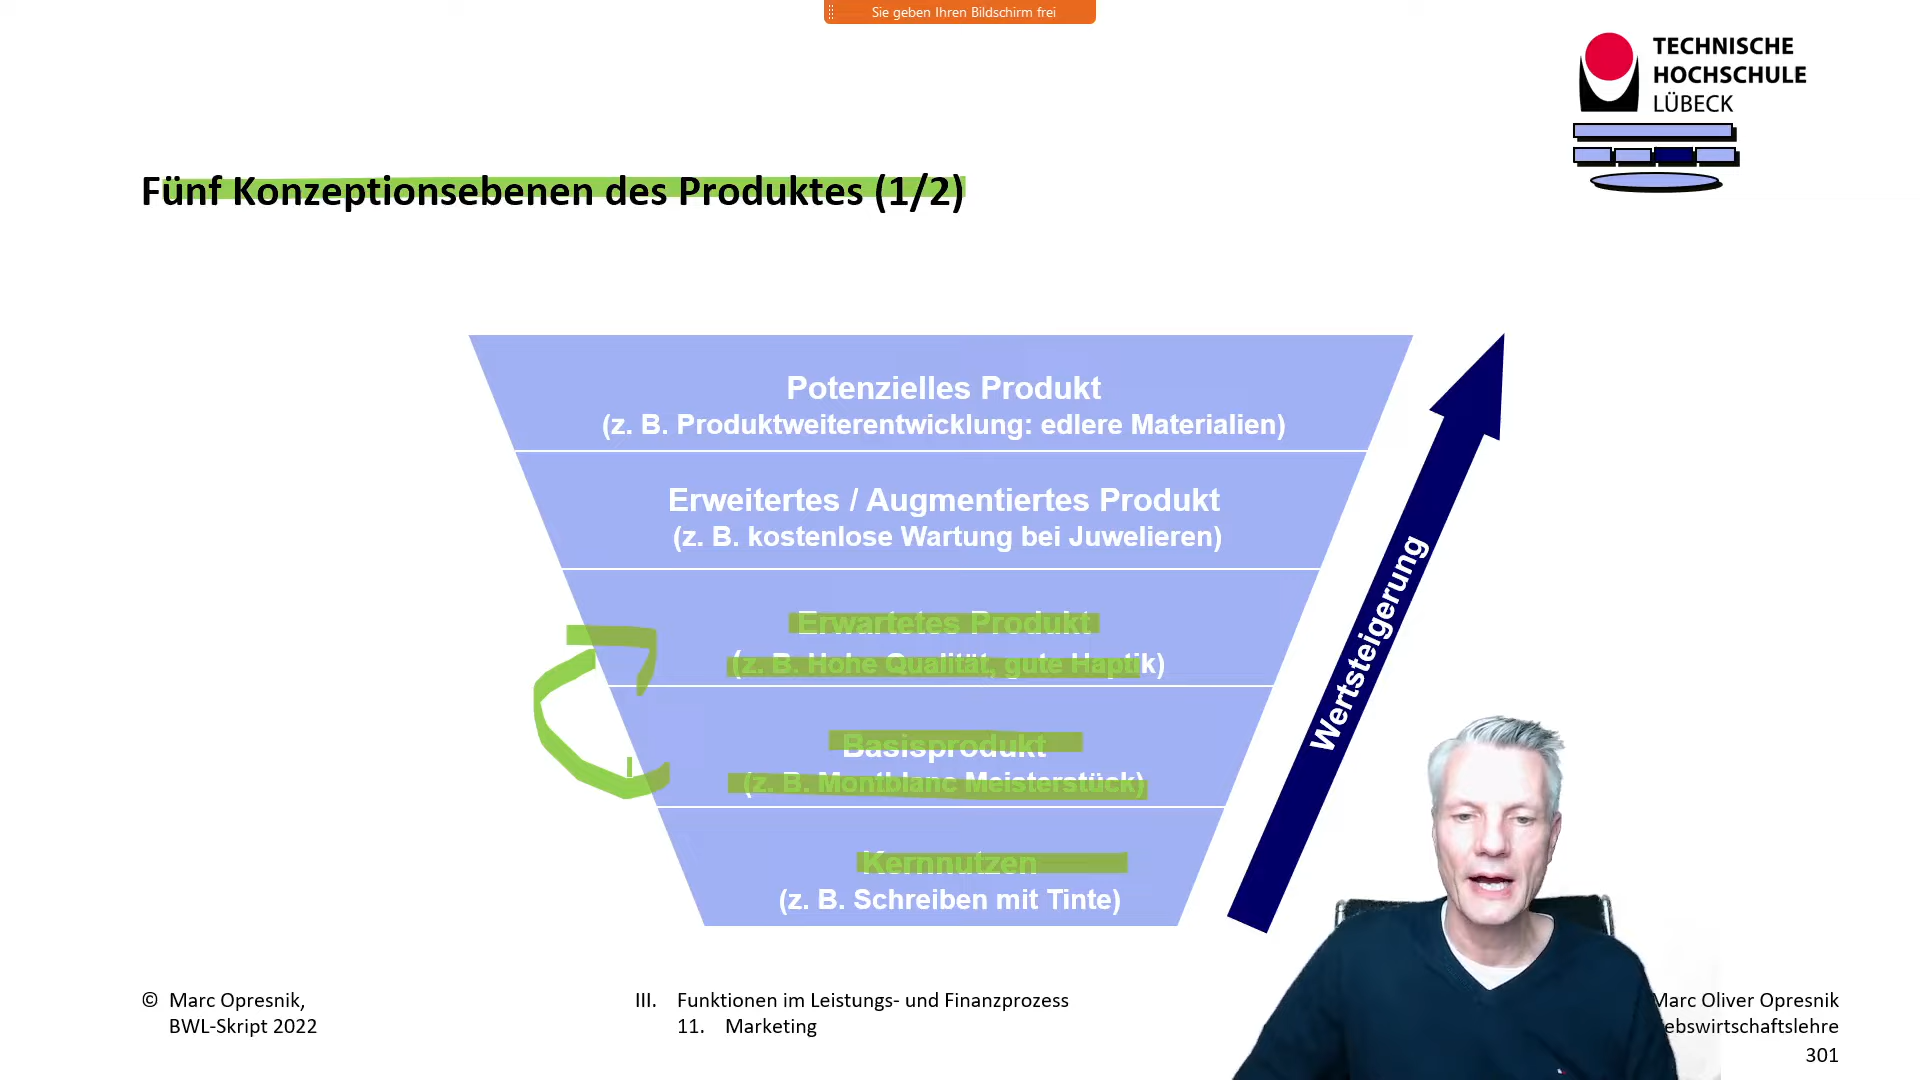 Sie geben Ihren Bildschirm frei
TECHNISCHE
HOCHSCHULE
LÜBECK
Fünf Konzeptionsebenen des Produktes (1/2)
Potenzielles Produkt
(z. B. Produktweiterentwicklung: edlere Materialien)
Erweitertes / Augmentiertes Produkt
(z. B. kostenlose Wartung bei Juwelieren)
Erwartetes Produkt
(z. B. Hohe Qualität, gute Haptik)
Basisprodukt
(z. B. Montblanc Meisterstück)
Kernnutzen
(z. B. Schreiben mit Tinte)
Wertsteigerung
© Marc Opresnik,
BWL-Skript 2022
III. Funktionen im Leistungs- und Finanzprozess
11. Marketing
Marc Oliver Opresnik
ebswirtschaftslehre
301